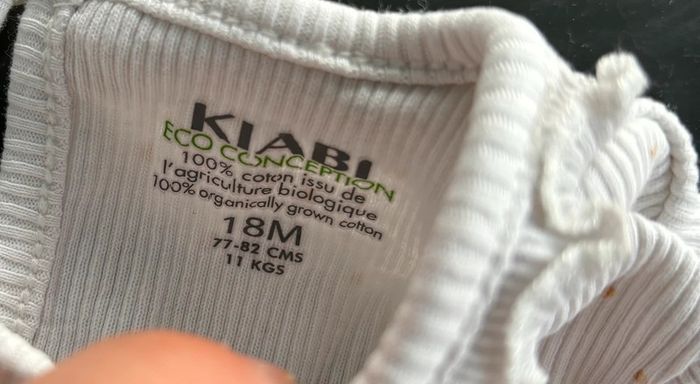 KIABI
ECO CONCEPTION
100% coton issu de
l'agriculture biologique
100% organically grown cotton
18M
77-82 CMS
11 KGS